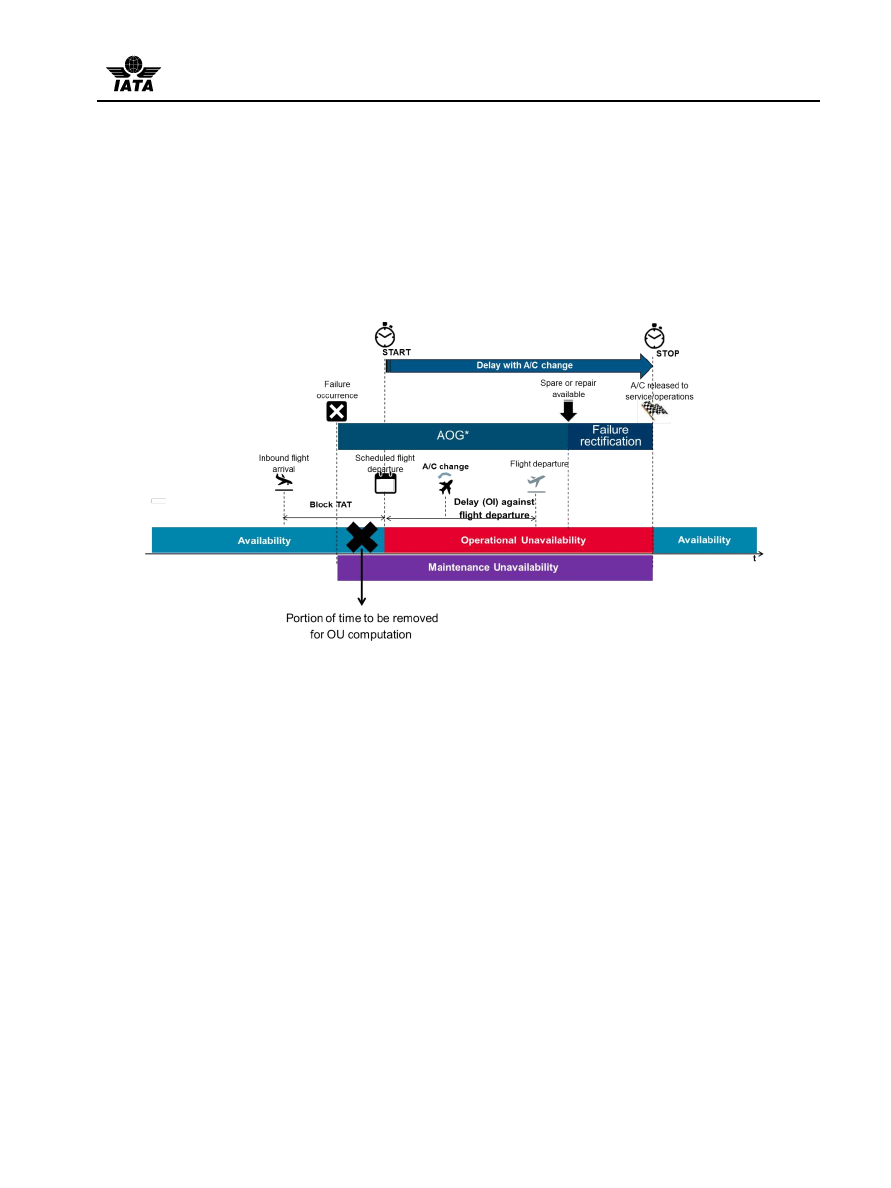 IATA
START
STOP
Delay with A/C change
Failure
occurrence
Spare or repair
available
A/C released to
service/operations
AOG*
Failure
rectification
Inbound flight
arrival
Scheduled flight
departure
A/C change
Flight departure
Block TAT
Delay (OI) against
flight departure
Availability
Operational Unavailability
Availability
t
Maintenance Unavailability
Portion of time to be removed
for OU computation